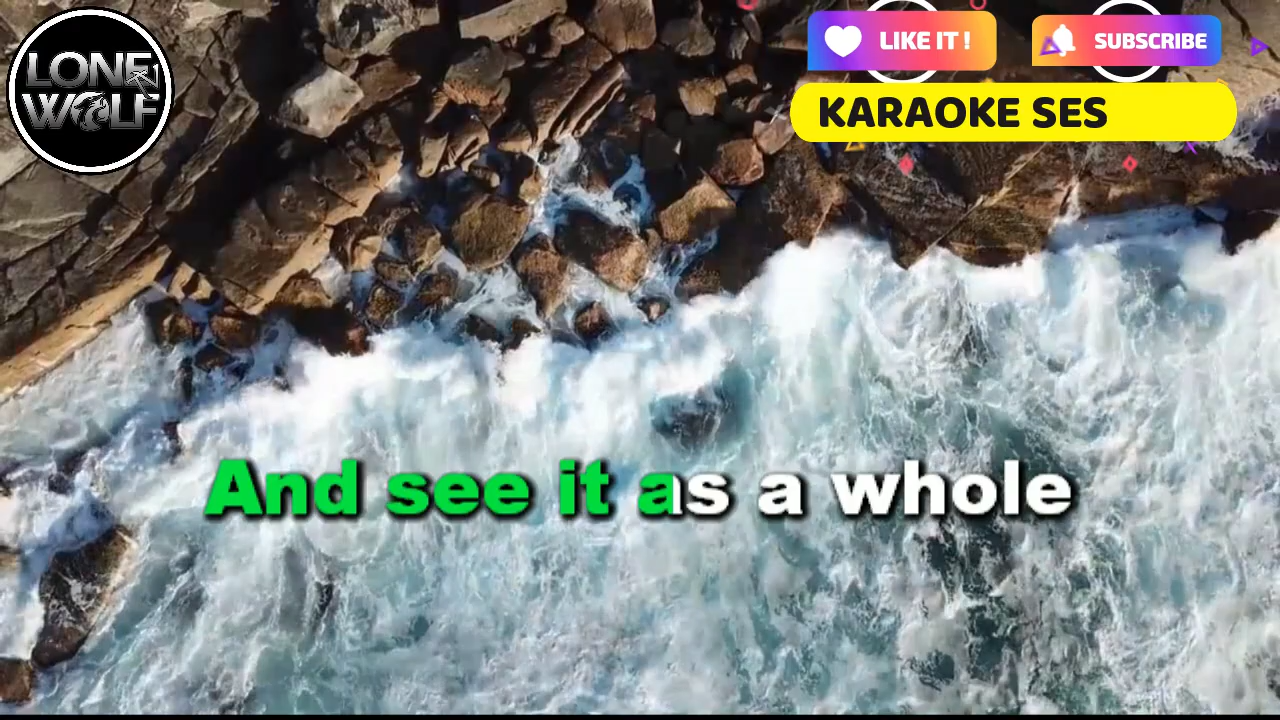 LONE
WOLF
LIKE IT !
SUBSCRIBE
KARAOKE SES
And see it as a whole